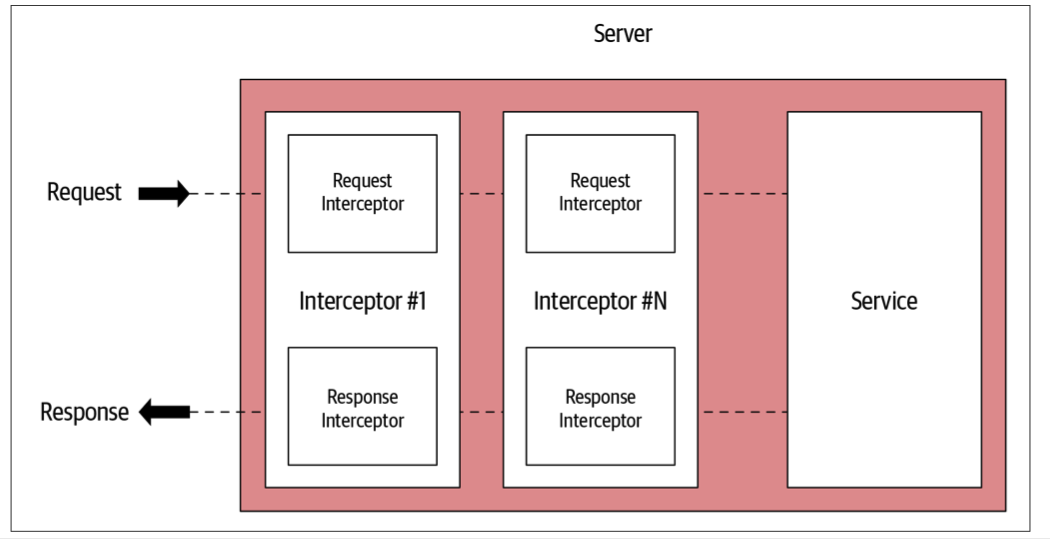 Server
Request
Request
Interceptor
Request
Interceptor
Interceptor #1
Interceptor #N
Service
Response
Response
Interceptor
Response
Interceptor